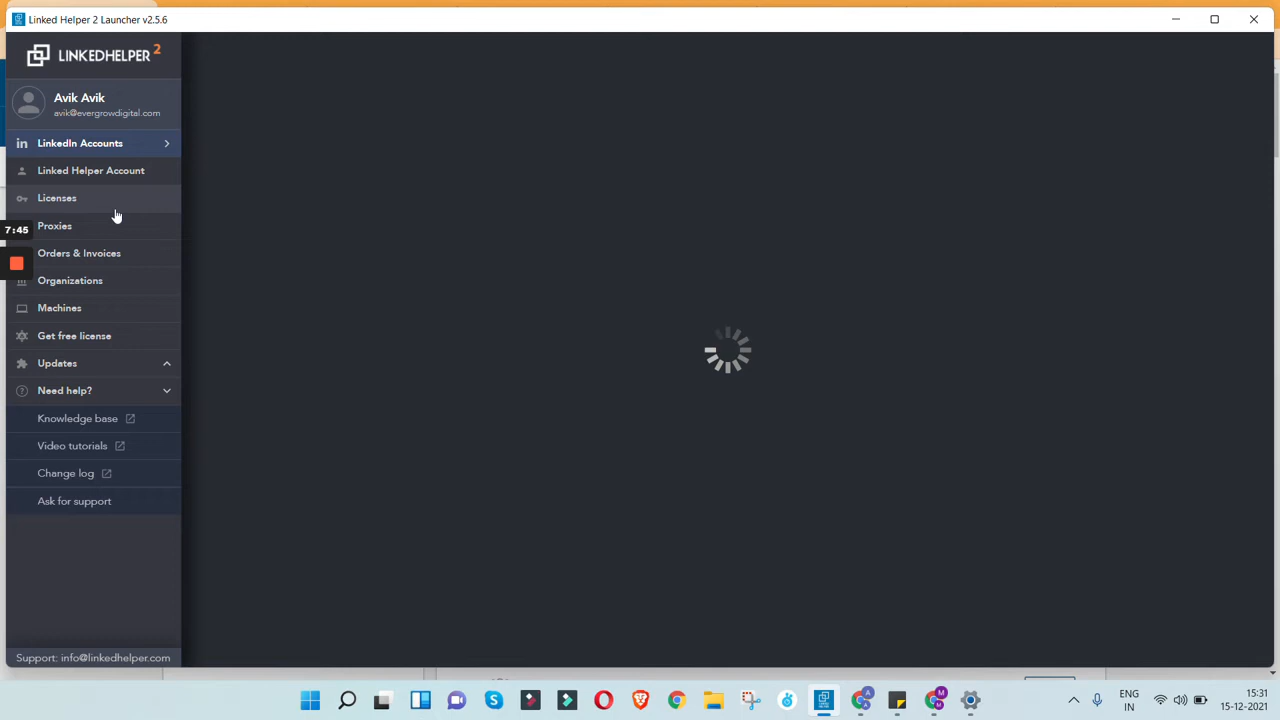 Linked Helper 2 Launcher v2.5.6
LINKEDHELPER 2
Avik Avik
avik@evergrowdigital.com
in LinkedIn Accounts
Linked Helper Account
Licenses
7:45
Proxies
Orders & Invoices
Organizations
Machines
Get free license
Updates
Need help?
Knowledge base
Video tutorials
Change log
Ask for support
Support: info@linkedhelper.com
ENG
IN
15:31
15-12-2021